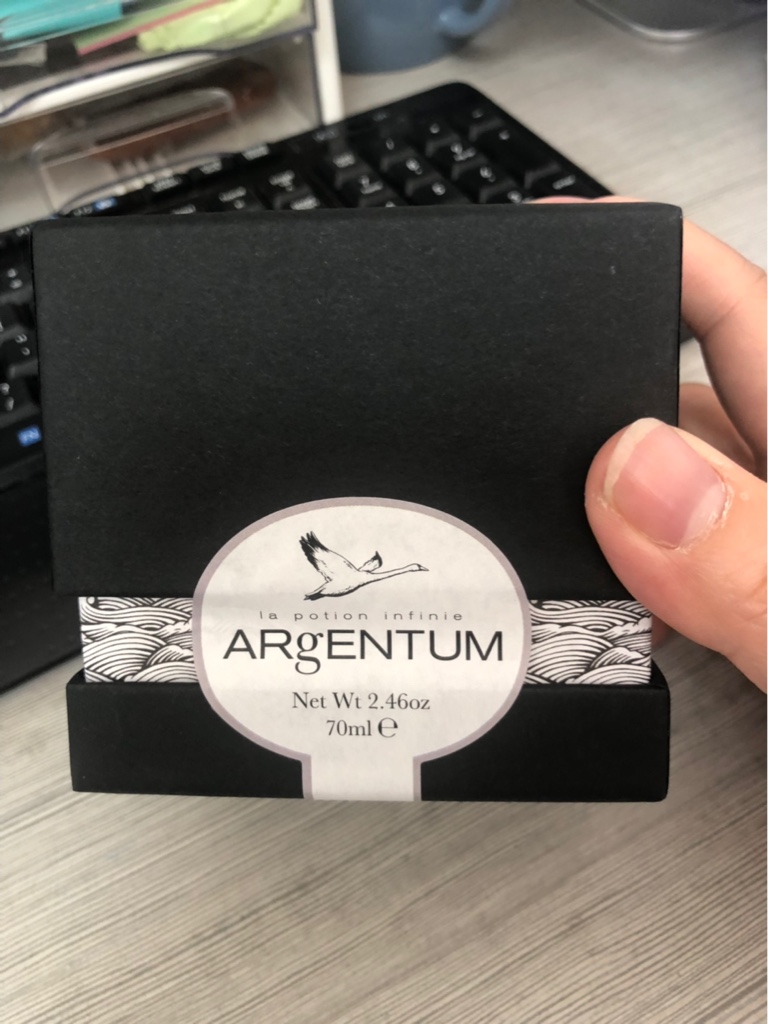 la potion infinie
ARgENTUM
Net Wt 2.46oz
70ml ℮